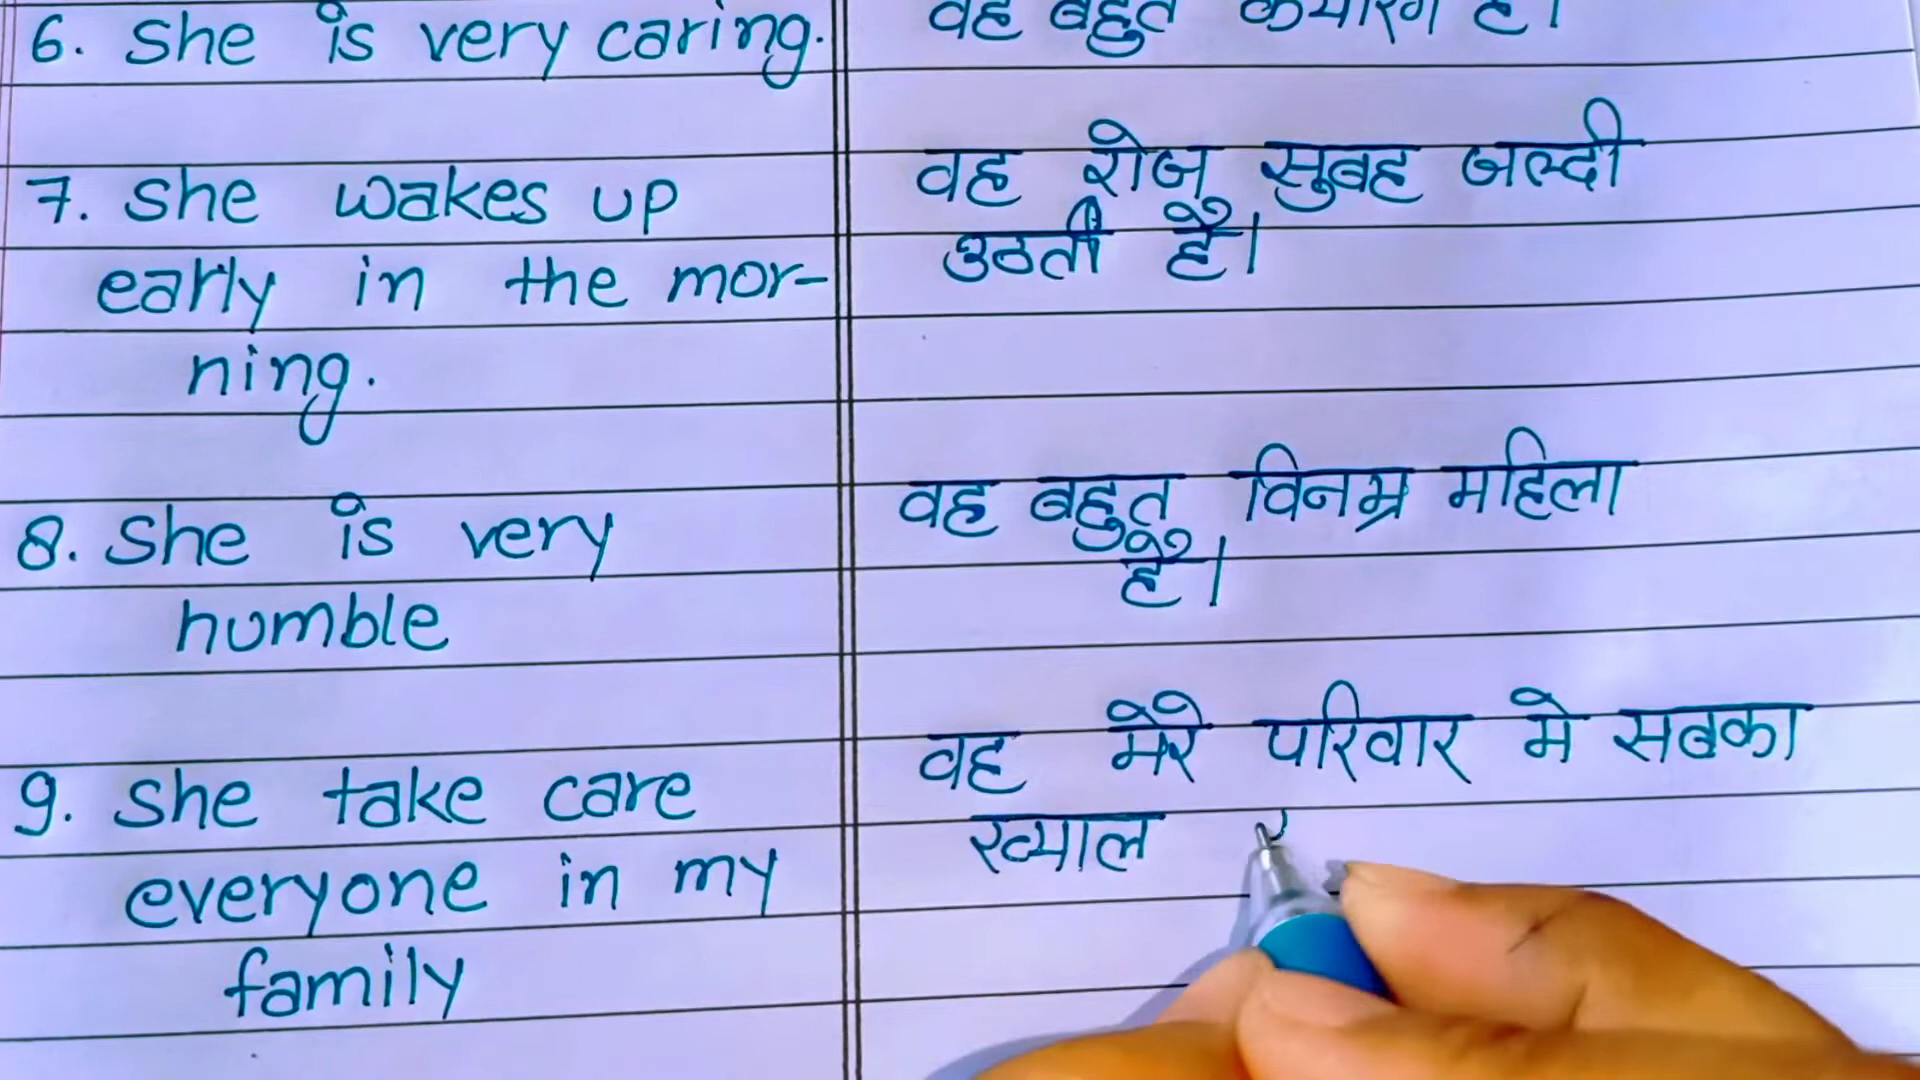 6. She is very caring.
वह बहुत कयारिंग है।
7. She wakes up
early in the mor-
ning.
वह रोज सुबह जल्दी
उठती है।
8. She is very
humble
वह बहुत विनम्र महिला
है।
9. She take care
everyone in my
family
वह मेरे परिवार मे सबका
ख्याल र